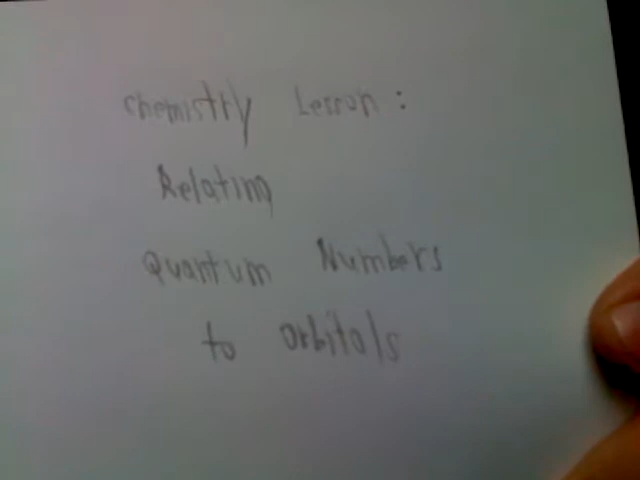 Chemistry Lesson:
Relating
Quantum Numbers
to Orbitals